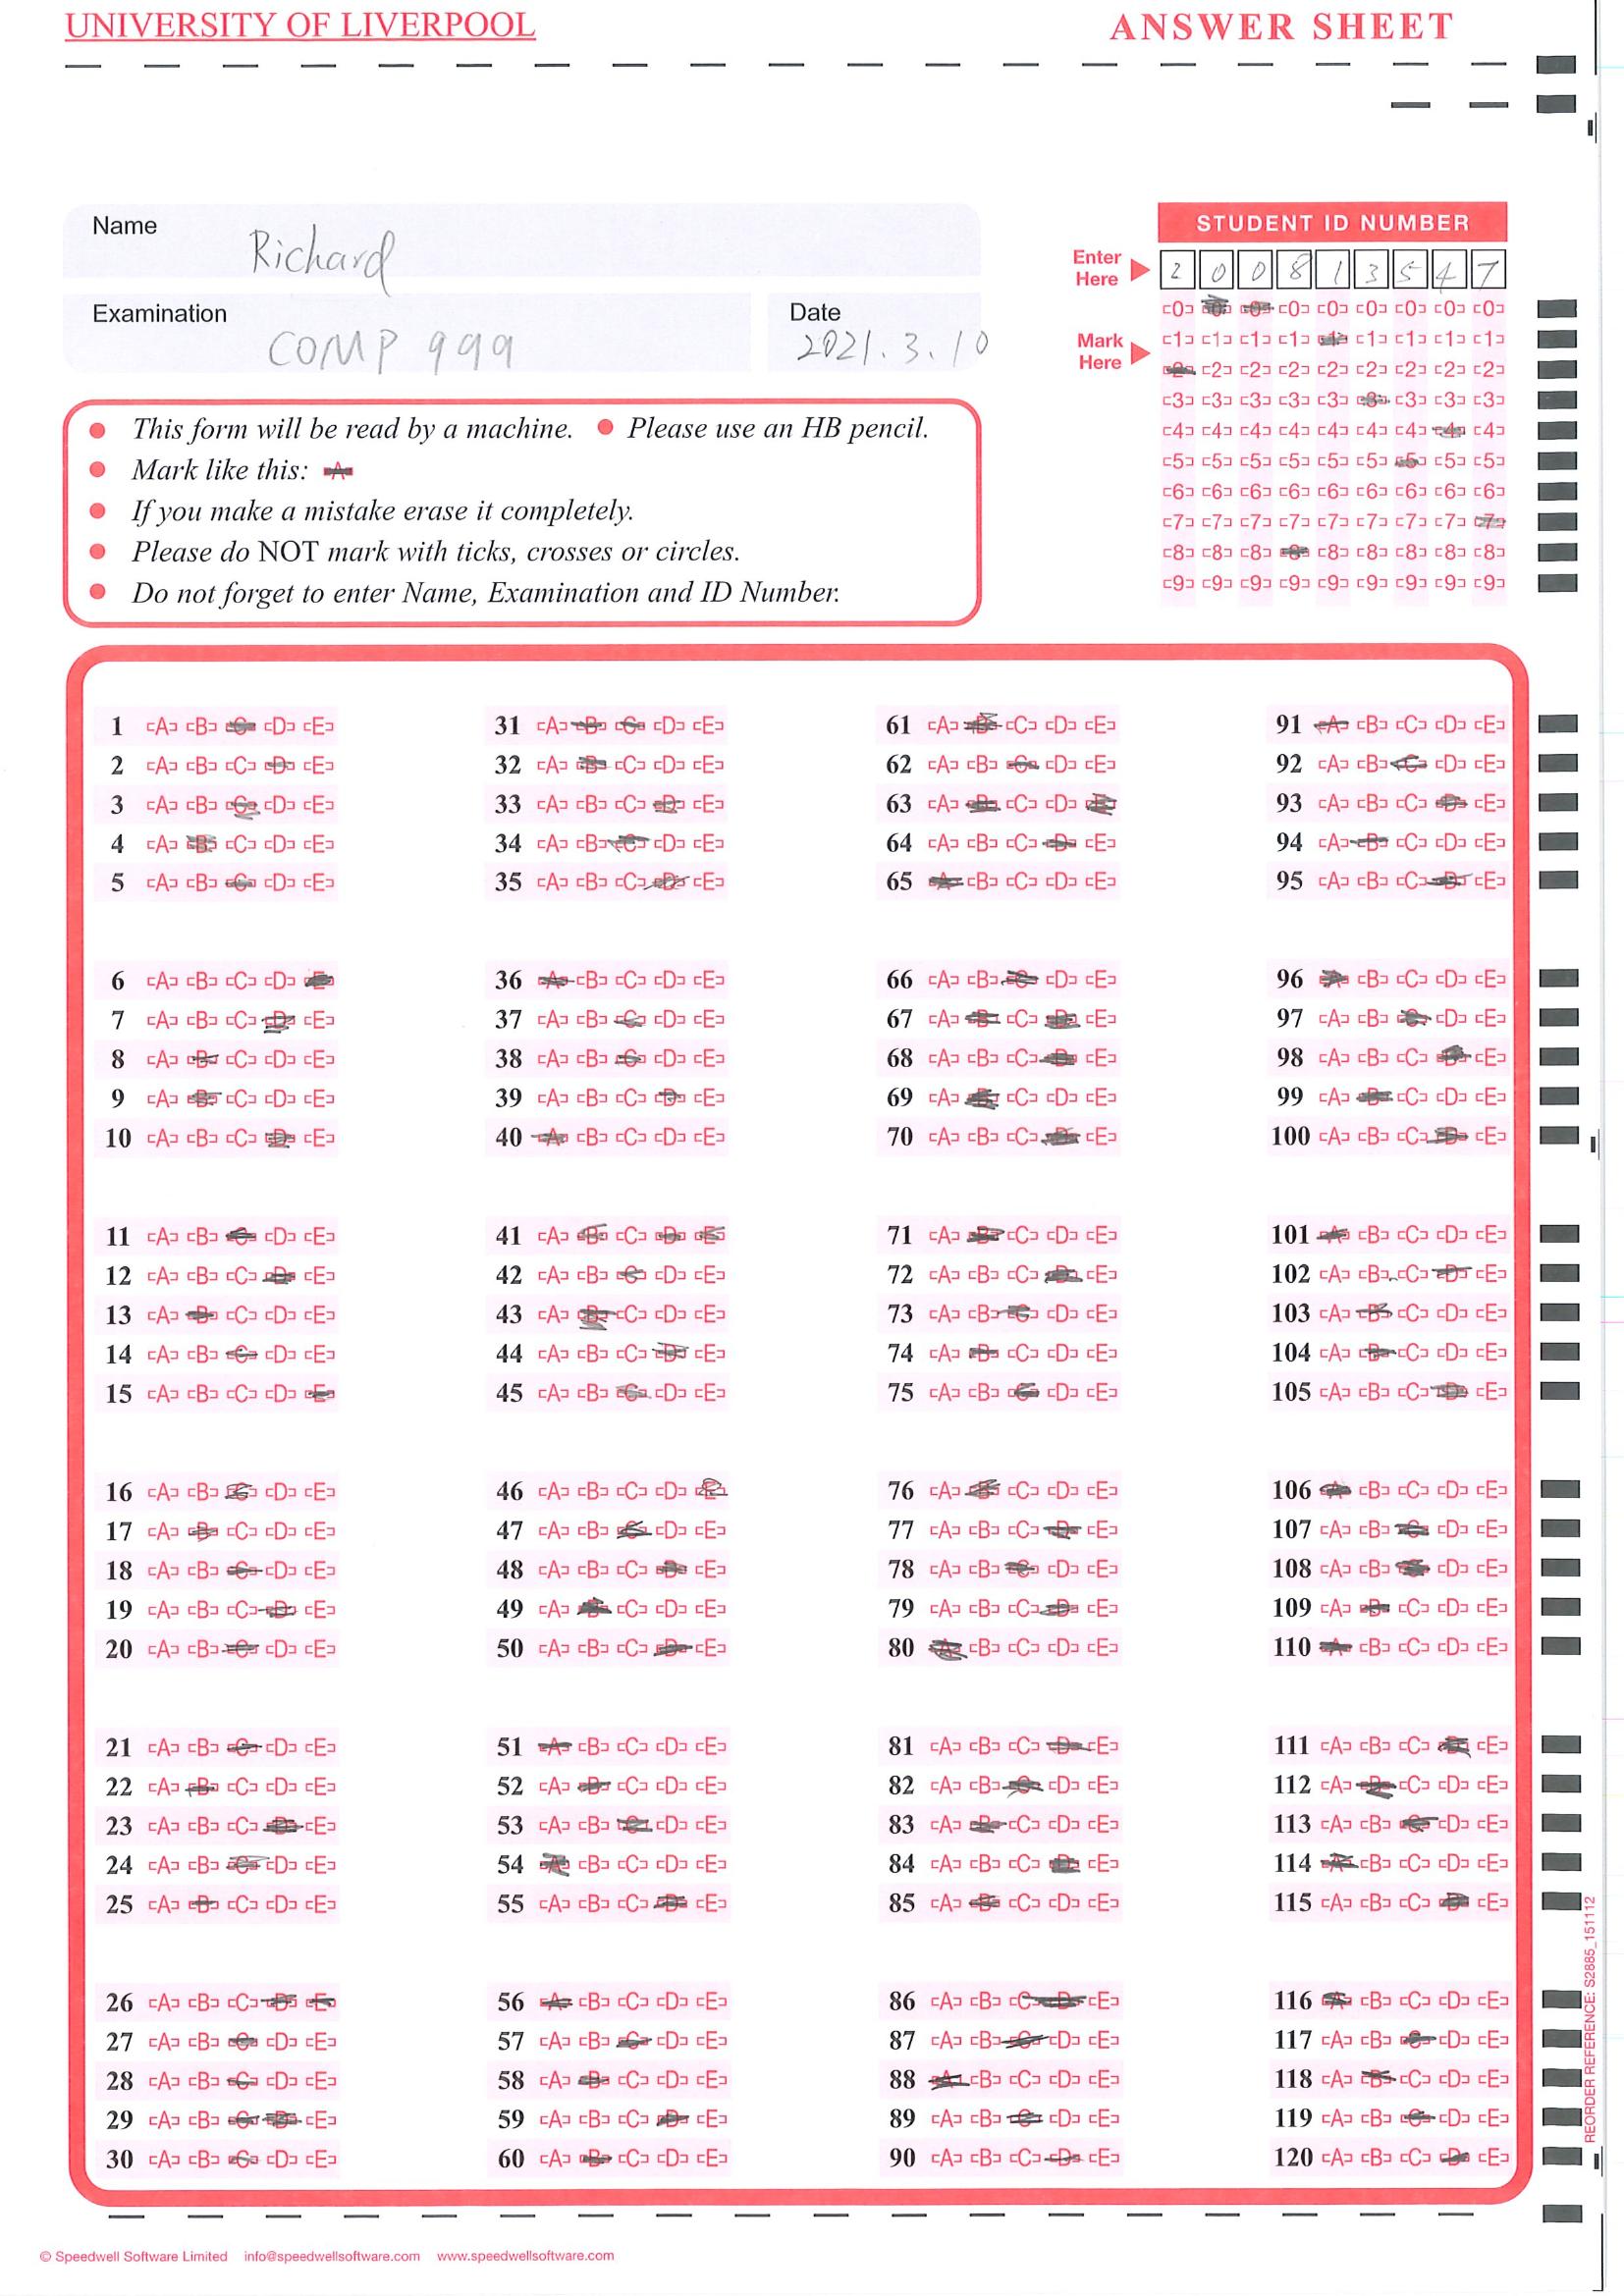 UNIVERSITY OF LIVERPOOL
ANSWER SHEET
Name
Richard
Examination
COMP 999
Date
2021.3.10
STUDENT ID NUMBER
Enter Here
2 0 0 8 1 3 5 4 7
Mark Here
0 0 0 0 0 0 0 0 0
1 1 1 1 1 1 1 1 1
2 2 2 2 2 2 2 2 2
3 3 3 3 3 3 3 3 3
4 4 4 4 4 4 4 4 4
5 5 5 5 5 5 5 5 5
6 6 6 6 6 6 6 6 6
7 7 7 7 7 7 7 7 7
8 8 8 8 8 8 8 8 8
9 9 9 9 9 9 9 9 9
This form will be read by a machine. Please use an HB pencil.
Mark like this: A
If you make a mistake erase it completely.
Please do NOT mark with ticks, crosses or circles.
Do not forget to enter Name, Examination and ID Number.
1 A B C D E
2 A B C D E
3 A B C D E
4 A B C D E
5 A B C D E
6 A B C D E
7 A B C D E
8 A B C D E
9 A B C D E
10 A B C D E
11 A B C D E
12 A B C D E
13 A B C D E
14 A B C D E
15 A B C D E
16 A B C D E
17 A B C D E
18 A B C D E
19 A B C D E
20 A B C D E
21 A B C D E
22 A B C D E
23 A B C D E
24 A B C D E
25 A B C D E
26 A B C D E
27 A B C D E
28 A B C D E
29 A B C D E
30 A B C D E
31 A B C D E
32 A B C D E
33 A B C D E
34 A B C D E
35 A B C D E
36 A B C D E
37 A B C D E
38 A B C D E
39 A B C D E
40 A B C D E
41 A B C D E
42 A B C D E
43 A B C D E
44 A B C D E
45 A B C D E
46 A B C D E
47 A B C D E
48 A B C D E
49 A B C D E
50 A B C D E
51 A B C D E
52 A B C D E
53 A B C D E
54 A B C D E
55 A B C D E
56 A B C D E
57 A B C D E
58 A B C D E
59 A B C D E
60 A B C D E
61 A B C D E
62 A B C D E
63 A B C D E
64 A B C D E
65 A B C D E
66 A B C D E
67 A B C D E
68 A B C D E
69 A B C D E
70 A B C D E
71 A B C D E
72 A B C D E
73 A B C D E
74 A B C D E
75 A B C D E
76 A B C D E
77 A B C D E
78 A B C D E
79 A B C D E
80 A B C D E
81 A B C D E
82 A B C D E
83 A B C D E
84 A B C D E
85 A B C D E
86 A B C D E
87 A B C D E
88 A B C D E
89 A B C D E
90 A B C D E
91 A B C D E
92 A B C D E
93 A B C D E
94 A B C D E
95 A B C D E
96 A B C D E
97 A B C D E
98 A B C D E
99 A B C D E
100 A B C D E
101 A B C D E
102 A B C D E
103 A B C D E
104 A B C D E
105 A B C D E
106 A B C D E
107 A B C D E
108 A B C D E
109 A B C D E
110 A B C D E
111 A B C D E
112 A B C D E
113 A B C D E
114 A B C D E
115 A B C D E
116 A B C D E
117 A B C D E
118 A B C D E
119 A B C D E
120 A B C D E
REORDER REFERENCE: S2885_151112
© Speedwell Software Limited info@speedwellsoftware.com www.speedwellsoftware.com